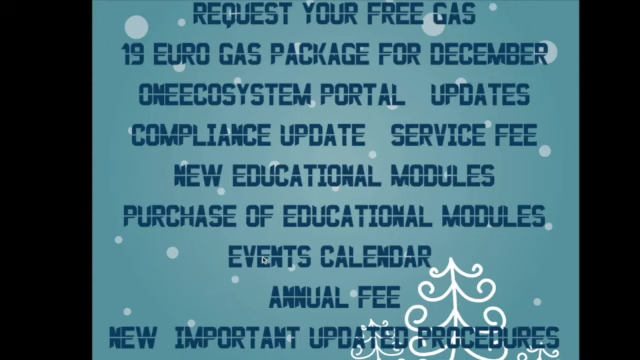 REQUEST YOUR FREE GAS
19 EURO GAS PACKAGE FOR DECEMBER
ONEECOSYSTEM PORTAL UPDATES
COMPLIANCE UPDATE SERVICE FEE
NEW EDUCATIONAL MODULES
PURCHASE OF EDUCATIONAL MODULES
EVENTS CALENDAR
ANNUAL FEE
NEW IMPORTANT UPDATED PROCEDURES